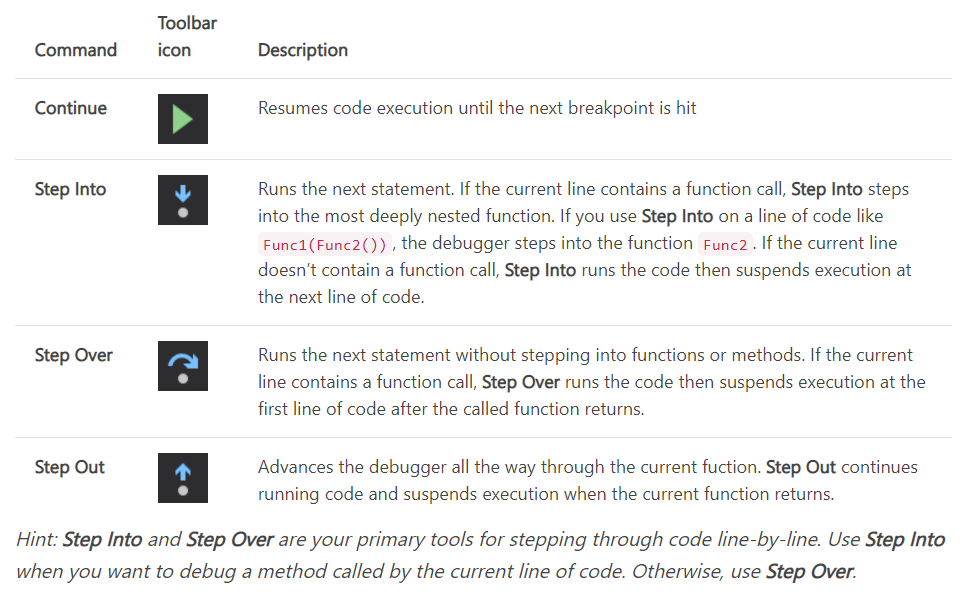 Command Toolbar icon Description
Continue Resumes code execution until the next breakpoint is hit
Step Into Runs the next statement. If the current line contains a function call, Step Into steps
into the most deeply nested function. If you use Step Into on a line of code like
Func1(Func2()), the debugger steps into the function Func2. If the current line
doesn't contain a function call, Step Into runs the code then suspends execution at
the next line of code.
Step Over Runs the next statement without stepping into functions or methods. If the current
line contains a function call, Step Over runs the code then suspends execution at the
first line of code after the called function returns.
Step Out Advances the debugger all the way through the current fuction. Step Out continues
running code and suspends execution when the current function returns.
Hint: Step Into and Step Over are your primary tools for stepping through code line-by-line. Use Step Into
when you want to debug a method called by the current line of code. Otherwise, use Step Over.